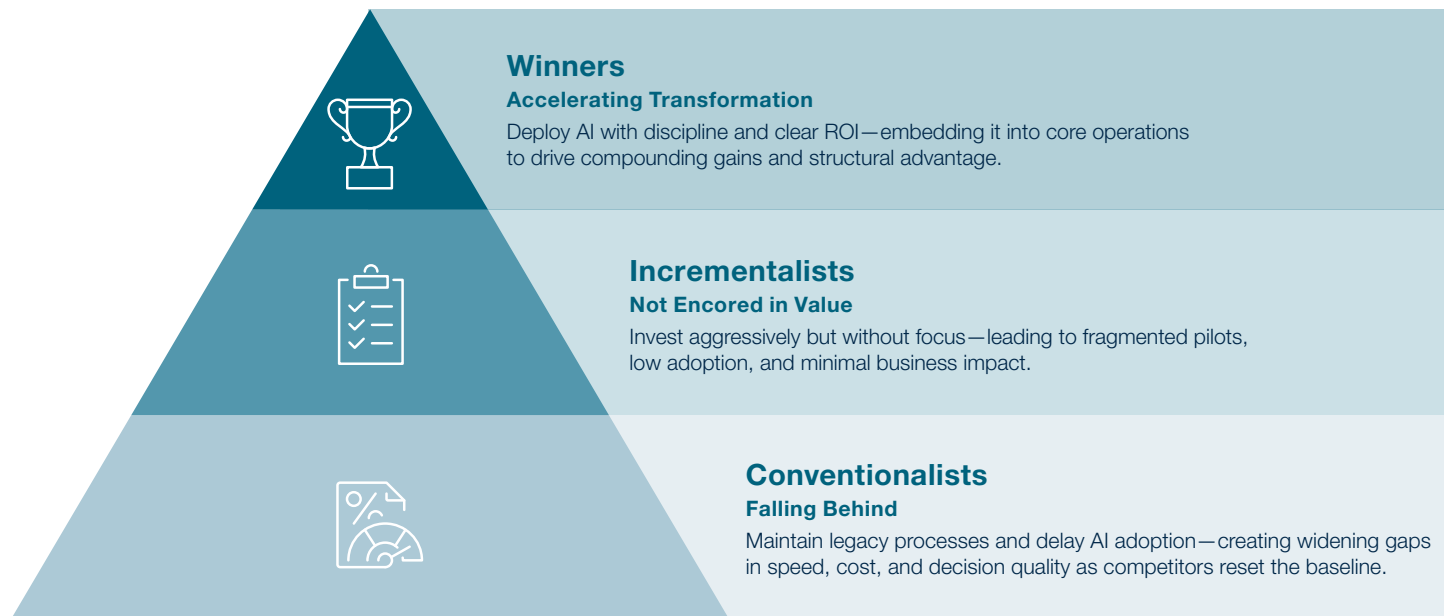 Winners
Accelerating Transformation
Deploy AI with discipline and clear ROI—embedding it into core operations
to drive compounding gains and structural advantage.
Incrementalists
Not Encored in Value
Invest aggressively but without focus—leading to fragmented pilots,
low adoption, and minimal business impact.
Conventionalists
Falling Behind
Maintain legacy processes and delay AI adoption—creating widening gaps
in speed, cost, and decision quality as competitors reset the baseline.